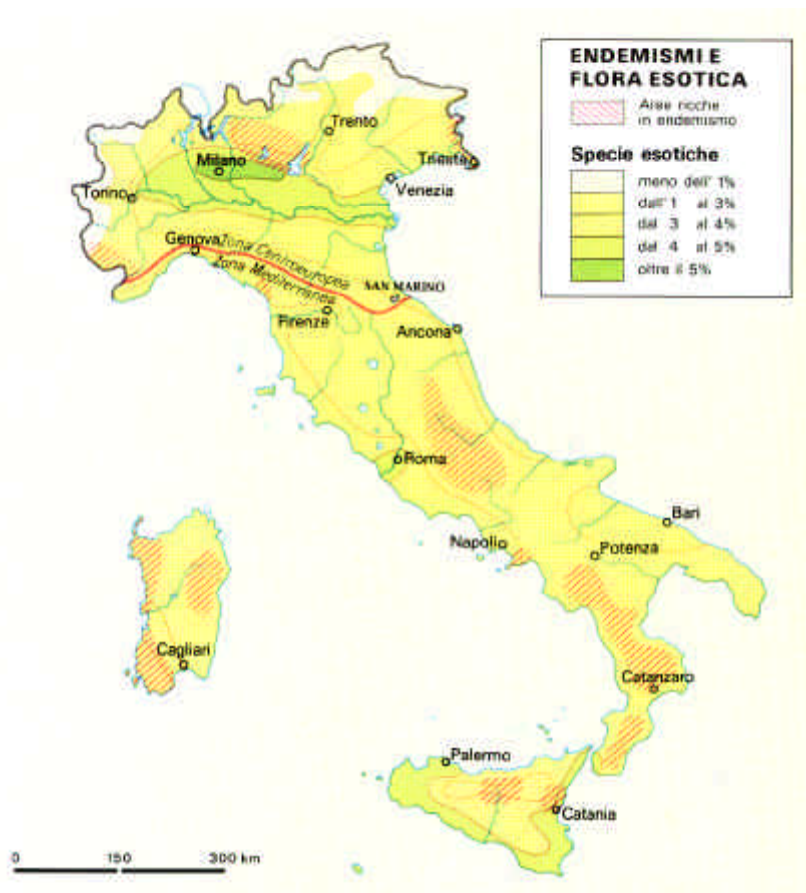 ENDEMISMI E
FLORA ESOTICA
Aree ricche
in endemismo
Specie esotiche
meno dell' 1%
dall' 1 al 3%
dal 3 al 4%
dal 4 al 5%
oltre il 5%
Trento
Milano
Trieste
Venezia
Torino
Genova
Zona Centroeuropea
Zona Mediterranea
SAN MARINO
Firenze
Ancona
Roma
Bari
Napoli
Potenza
Cagliari
Catanzaro
Palermo
Catania
0 150 300 km